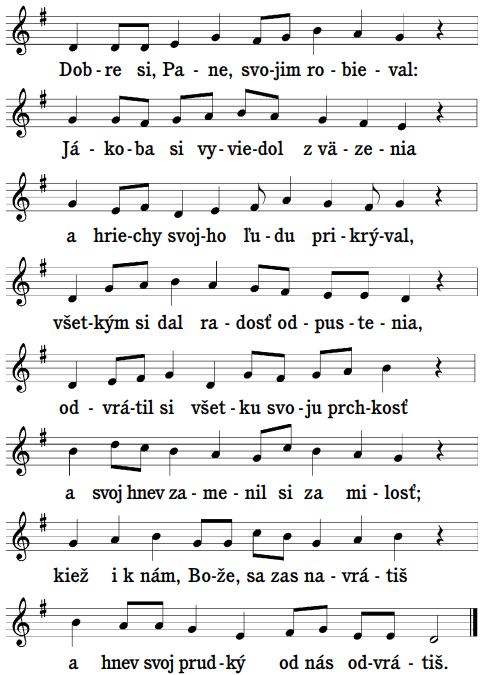 Dob - re si, Pa - ne, svo-jim ro - bie - val:
Já - ko-ba si vy-vie-dol z vä - ze - nia
a hrie-chy svoj-ho ľu-du pri-krý-val,
všet-kým si dal ra - dosť od - pus - te - nia,
od - vrá-til si všet-ku svo-ju prch-kosť
a svoj hnev za-me-nil si za mi - losť;
kiež i k nám, Bo-že, sa zas na-vrá-tiš
a hnev svoj prud-ký od nás od-vrá-tiš.